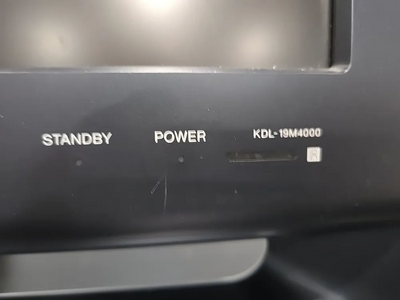 STANDBY POWER KDL-19M4000
R